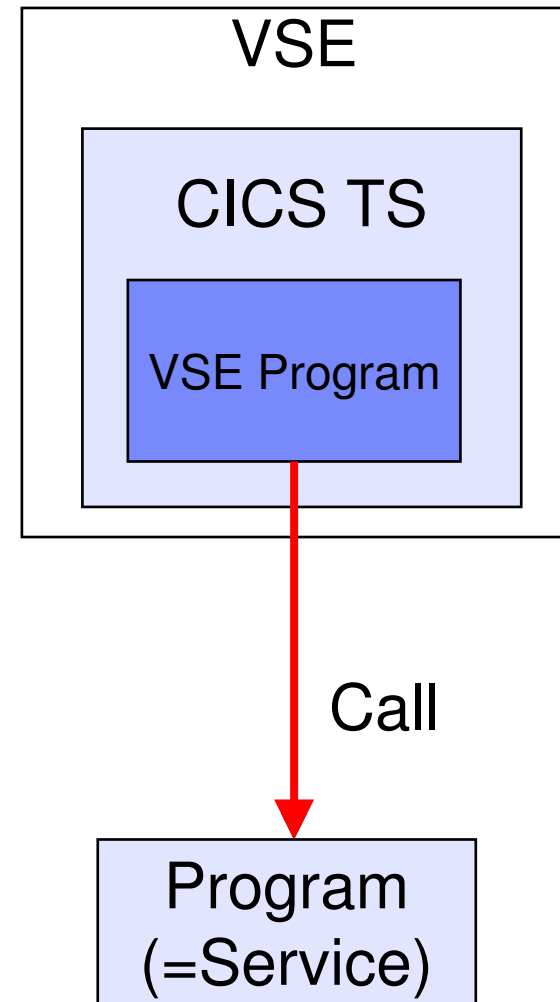 VSE
CICS TS
VSE Program
Call
Program
(=Service)